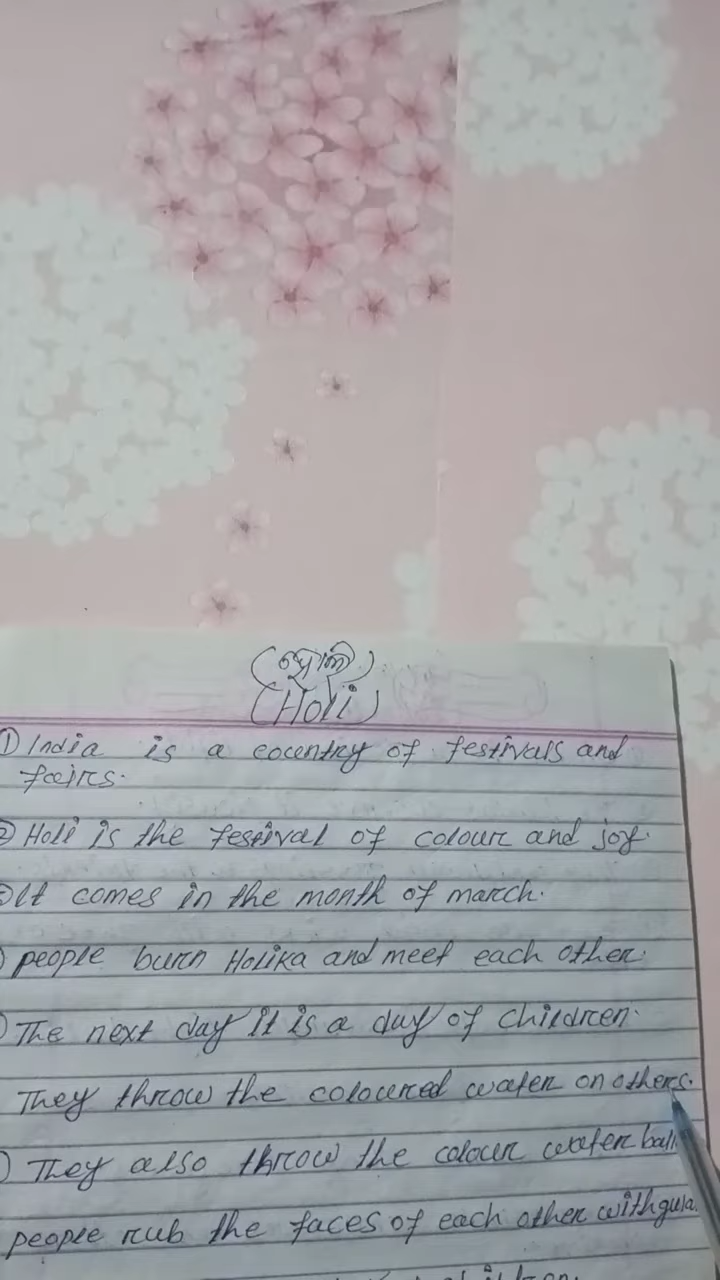 (ହୋଲି)
(Holi)
1) India is a country of festivals and
fairs.
2) Holi is the festival of colour and joy.
It comes in the month of march.
) people burn Holika and meet each other.
) The next day it is a day of children.
They throw the coloured water on others.
) They also throw the colour water ball
people rub the faces of each other with gula